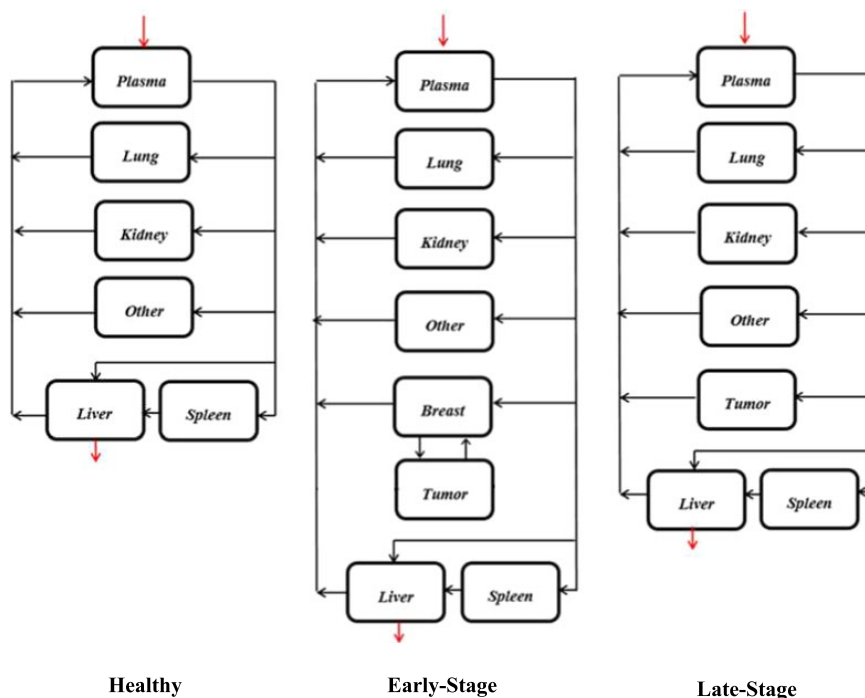 Plasma
Lung
Kidney
Other
Liver
Spleen
Healthy
Plasma
Lung
Kidney
Other
Breast
Tumor
Liver
Spleen
Early-Stage
Plasma
Lung
Kidney
Other
Tumor
Liver
Spleen
Late-Stage